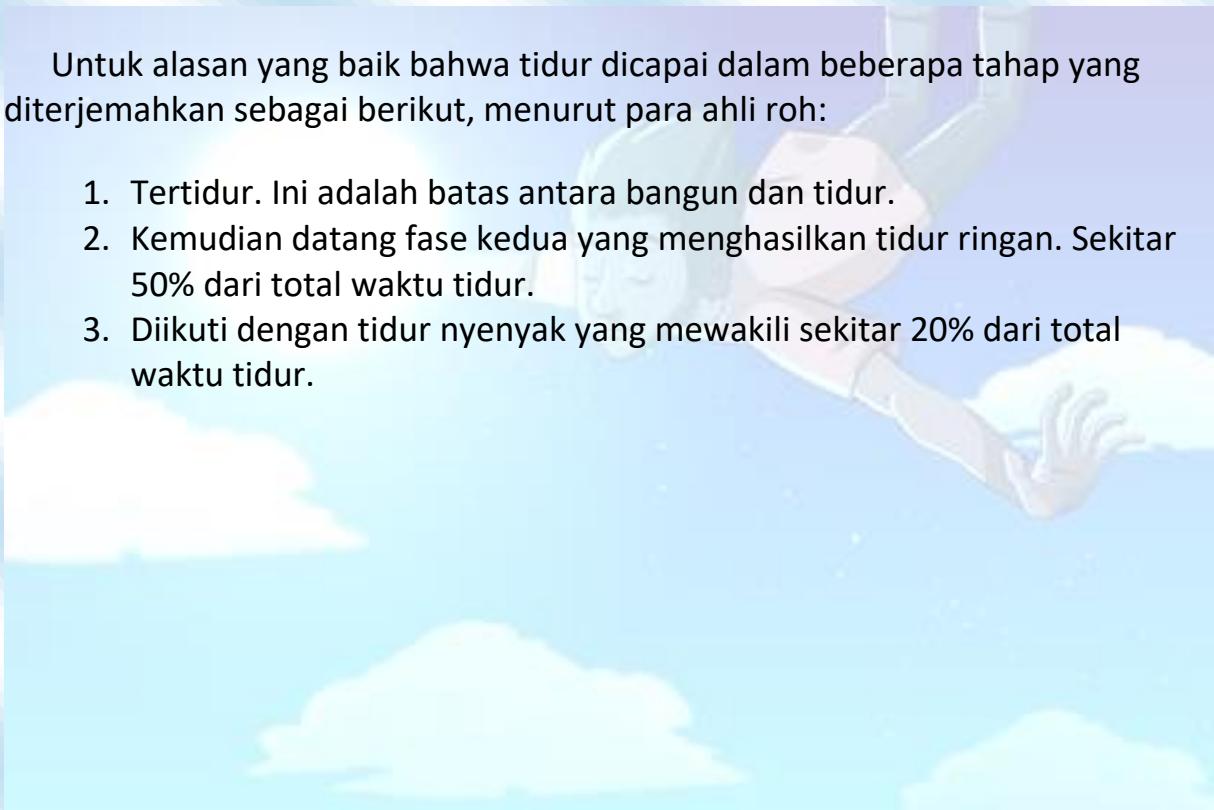 Untuk alasan yang baik bahwa tidur dicapai dalam beberapa tahap yang
diterjemahkan sebagai berikut, menurut para ahli roh:
1. Tertidur. Ini adalah batas antara bangun dan tidur.
2. Kemudian datang fase kedua yang menghasilkan tidur ringan. Sekitar
50% dari total waktu tidur.
3. Diikuti dengan tidur nyenyak yang mewakili sekitar 20% dari total
waktu tidur.